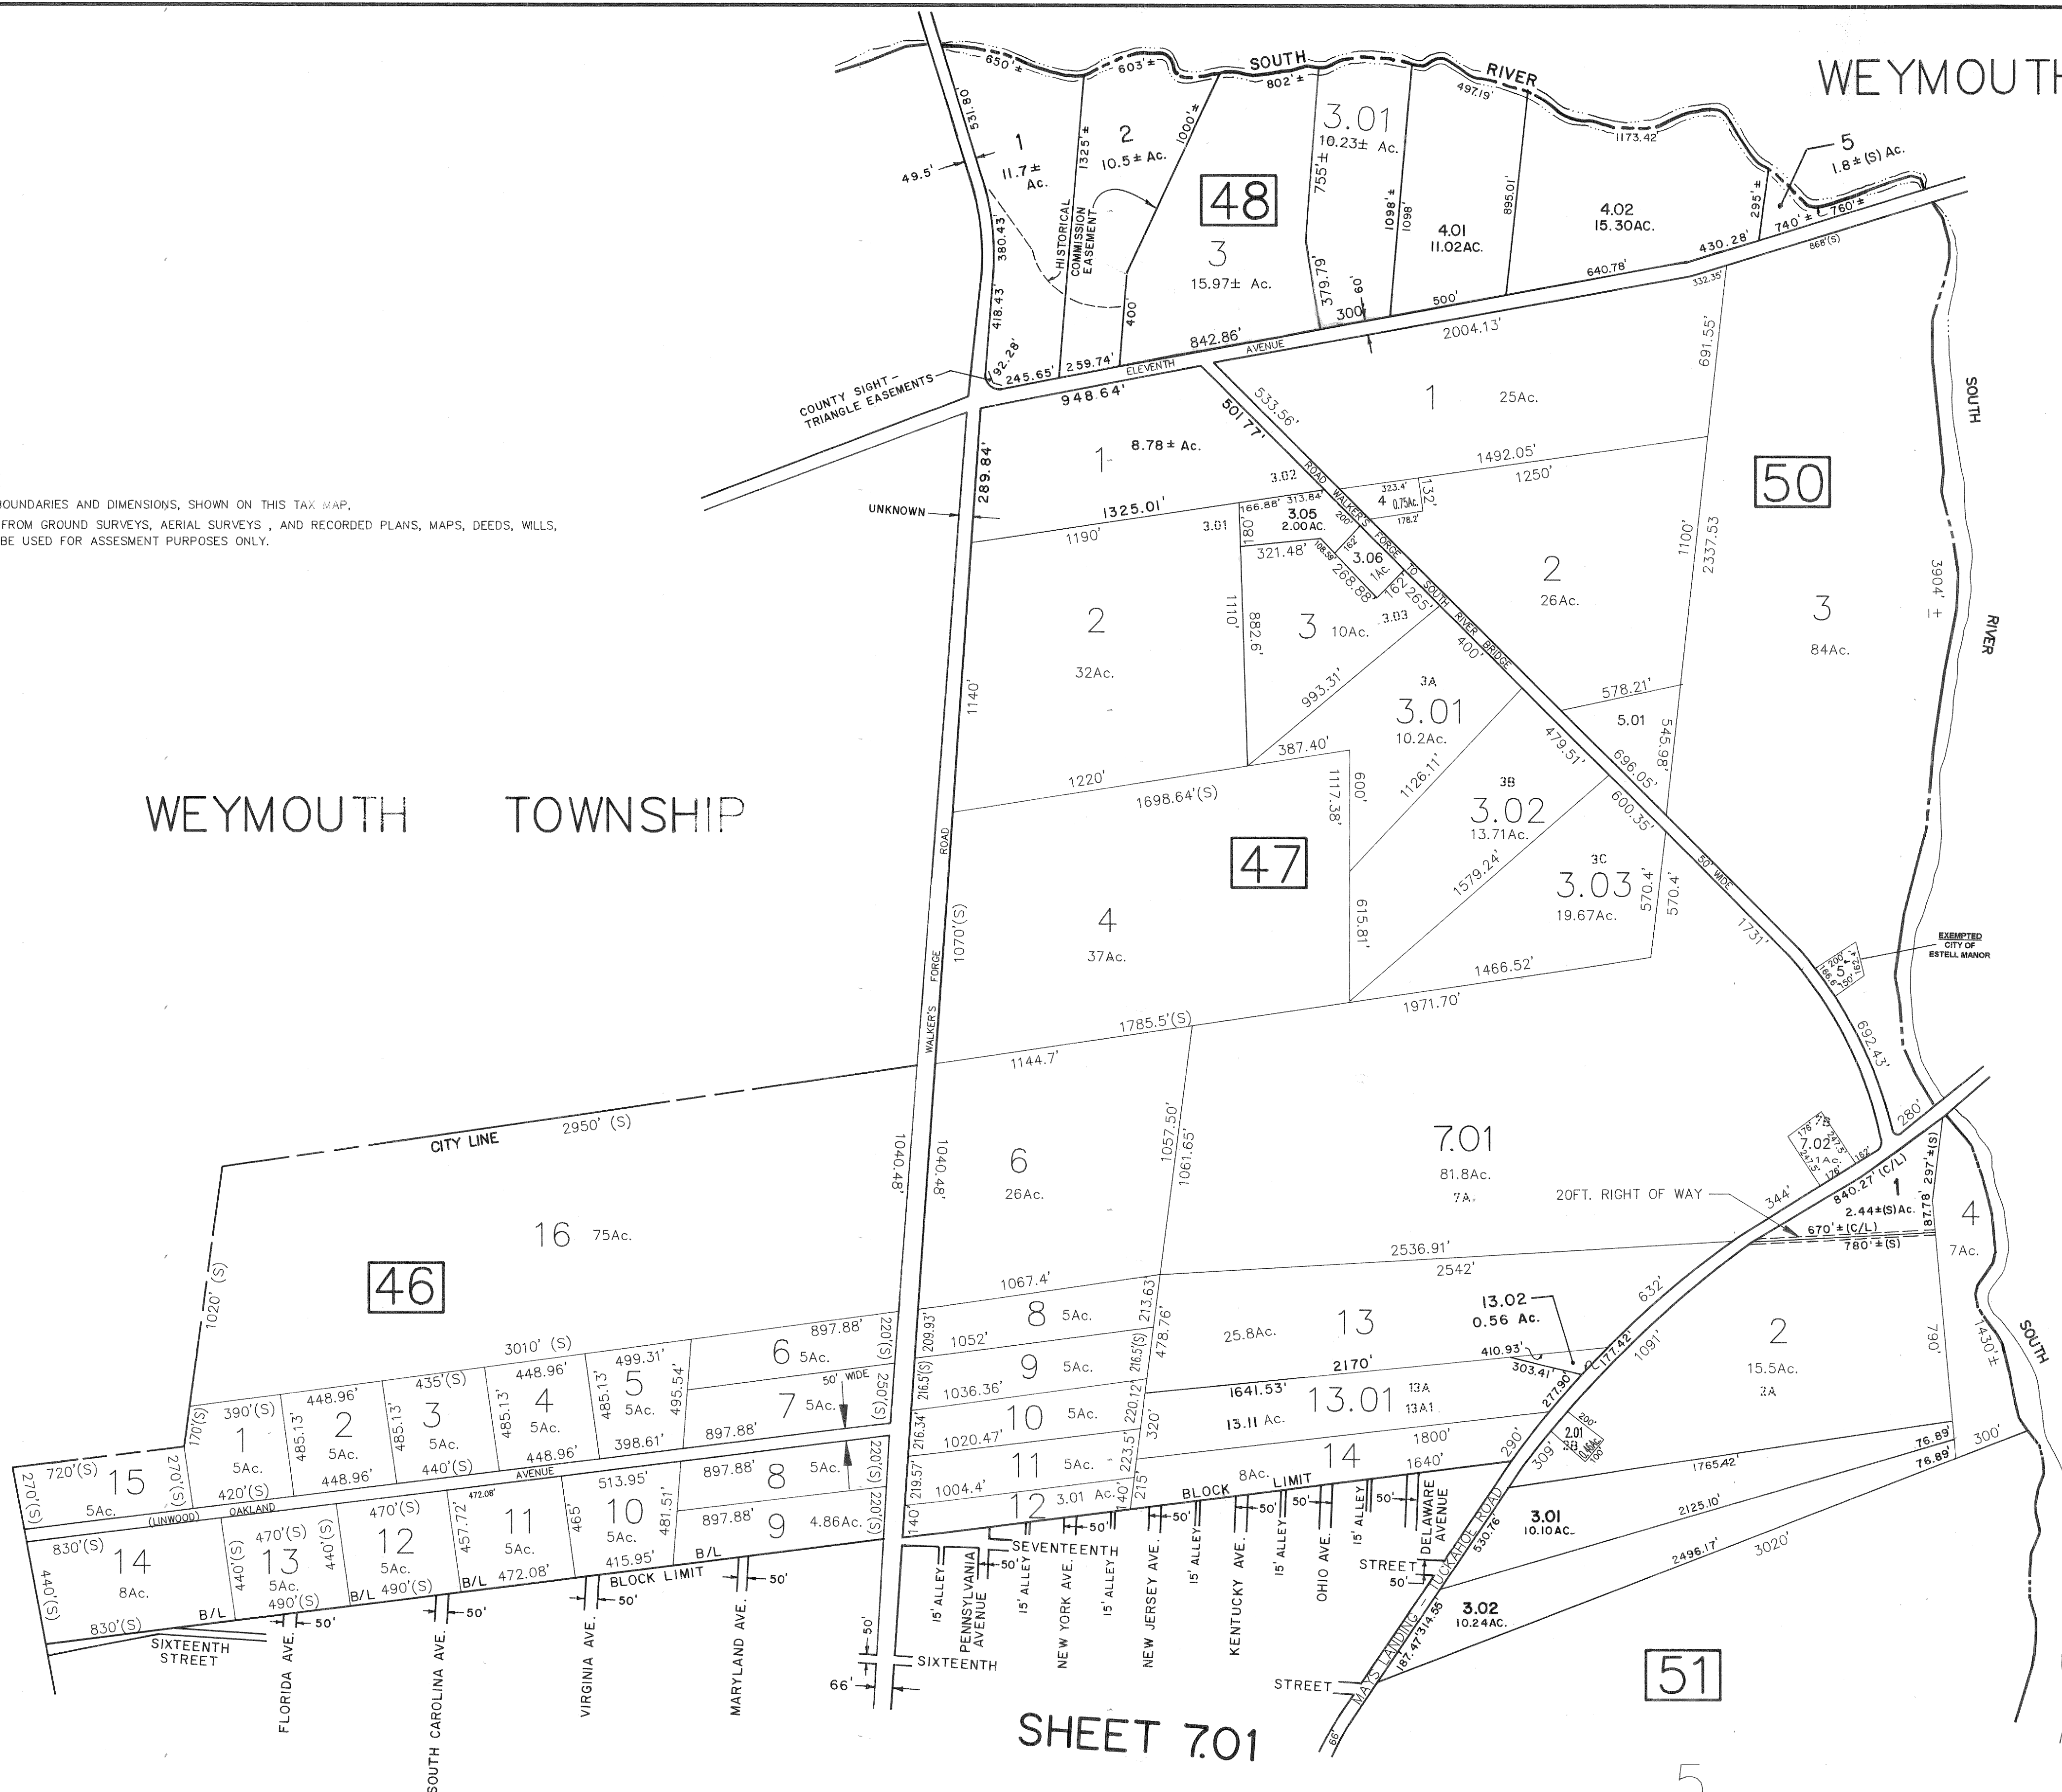 WEYMOUTH
SOUTH
RIVER
650'±
603'±
802'±
497.19'
1173.42'
531.80'
49.5'
1
11.7±
Ac.
1325'±
2
10.5± Ac.
1000'±
48
3
15.97± Ac.
3.01
10.23± Ac.
755'±
379.79'
1098'±
1098'
4.01
11.02AC.
895.01'
4.02
15.30AC.
295'±
5
1.8±(S) Ac.
740'±
760'±
868'(S)
430.28'
640.78'
332.35'
500'
300'
60'
2004.13'
380.43'
418.43'
HISTORICAL
COMMISSION
EASEMENT
400'
92.28'
245.65'
259.74'
842.86'
ELEVENTH
AVENUE
948.64'
COUNTY SIGHT-
TRIANGLE EASEMENTS
OUNDARIES AND DIMENSIONS, SHOWN ON THIS TAX MAP,
FROM GROUND SURVEYS, AERIAL SURVEYS , AND RECORDED PLANS, MAPS, DEEDS, WILLS,
BE USED FOR ASSESMENT PURPOSES ONLY.
UNKNOWN
289.84'
1
8.78± Ac.
501.77'
533.56'
1325.01'
1190'
3.02
166.88'
313.84'
3.05
2.00AC.
3.01
180'
321.48'
108.59'
200'
162'
3.06
1Ac.
268.88'
162'
265'
3.03
ROAD WALKER'S FORGE TO SOUTH RIVER BRIDGE
323.4'
4
0.75Ac.
132'
178.2'
1
25Ac.
691.55'
1492.05'
1250'
50
2
26Ac.
1100'
2337.53
3
84Ac.
3904'±
SOUTH
RIVER
2
32Ac.
1140'
1110'
882.6'
3
10Ac.
993.31'
400'
3A
3.01
10.2Ac.
387.40'
1220'
1698.64'(S)
1126.11'
479.51'
578.21'
5.01
545.98'
696.05'
600.35'
3B
3.02
13.71Ac.
600'
1117.38'
47
615.81'
1579.24'
3C
3.03
19.67Ac.
570.4'
570.4'
50' WIDE
1731'
WEYMOUTH TOWNSHIP
ROAD
FORGE
WALKER'S
1070'(S)
4
37Ac.
1466.52'
1971.70'
1785.5'(S)
1144.7'
EXEMPTED
CITY OF
ESTELL MANOR
200'
162.4'
5
166.6'
150'
692.43'
280'
CITY LINE
2950' (S)
1020' (S)
16
75Ac.
46
1040.48'
1040.48'
6
26Ac.
1057.50'
1061.65'
7.01
81.8Ac.
7A
176'
247.5'
7.02
1Ac.
247.5'
176'
162'
20FT. RIGHT OF WAY
344'
840.27' (C/L)
297'±(S)
1
2.44±(S)Ac.
87.78'
670'±(C/L)
780'±(S)
4
7Ac.
2536.91'
2542'
1067.4'
8
5Ac.
213.63'
478.76'
209.93'
1052'
9
5Ac.
216.5'(S)
216.5'(S)
1036.36'
10
5Ac.
220.12'
320'
216.34'
1020.47'
11
5Ac.
223.5'
215'
219.57'
1004.4'
12
3.01 Ac.
140'
140'
25.8Ac.
13
13.02
0.56 Ac.
410.93'
303.41'
177.42'
277.90'
632'
1091'
2170'
1641.53'
13.01
13A
13A1
13.11 Ac.
1800'
14
8Ac.
1640'
290'
309'
BLOCK LIMIT
2
15.5Ac.
2A
790'
1430'±
SOUTH
200'
2.01
2B
100'
76.89'
76.89'
300'
1765.42'
2125.10'
2496.17'
3020'
3.01
10.10AC.
530.76'
3.02
10.24AC.
314.55'
187.47'
MAYS LANDING - TUCKAHOE ROAD
66'
51
5
3010' (S)
897.88'
220'(S)
6
5Ac.
50' WIDE
7
5Ac.
250'(S)
897.88'
499.31'
5
5Ac.
495.54'
485.13'
398.61'
448.96'
4
5Ac.
485.13'
448.96'
435'(S)
3
5Ac.
485.13'
440'(S)
448.96'
2
5Ac.
485.13'
448.96'
390'(S)
1
5Ac.
170'(S)
420'(S)
720'(S)
15
5Ac.
270'(S)
270'(S)
(LINWOOD)
OAKLAND
AVENUE
830'(S)
14
8Ac.
440'(S)
830'(S)
470'(S)
13
5Ac.
440'(S)
440'(S)
490'(S)
470'(S)
12
5Ac.
457.72'
490'(S)
472.08'
11
5Ac.
465'
472.08'
513.95'
10
5Ac.
481.51'
415.95'
897.88'
8
5Ac.
220'(S)
897.88'
9
4.86Ac.
220'(S)
B/L
B/L
B/L
B/L
BLOCK LIMIT
SIXTEENTH
STREET
50'
50'
50'
50'
FLORIDA AVE.
SOUTH CAROLINA AVE.
VIRGINIA AVE.
MARYLAND AVE.
50'
66'
SIXTEENTH
STREET
SEVENTEENTH
STREET
50'
15' ALLEY
PENNSYLVANIA
AVENUE
50'
15' ALLEY
NEW YORK AVE.
50'
15' ALLEY
NEW JERSEY AVE.
50'
15' ALLEY
KENTUCKY AVE.
50'
15' ALLEY
OHIO AVE.
50'
15' ALLEY
50'
DELAWARE
AVENUE
SHEET 7.01